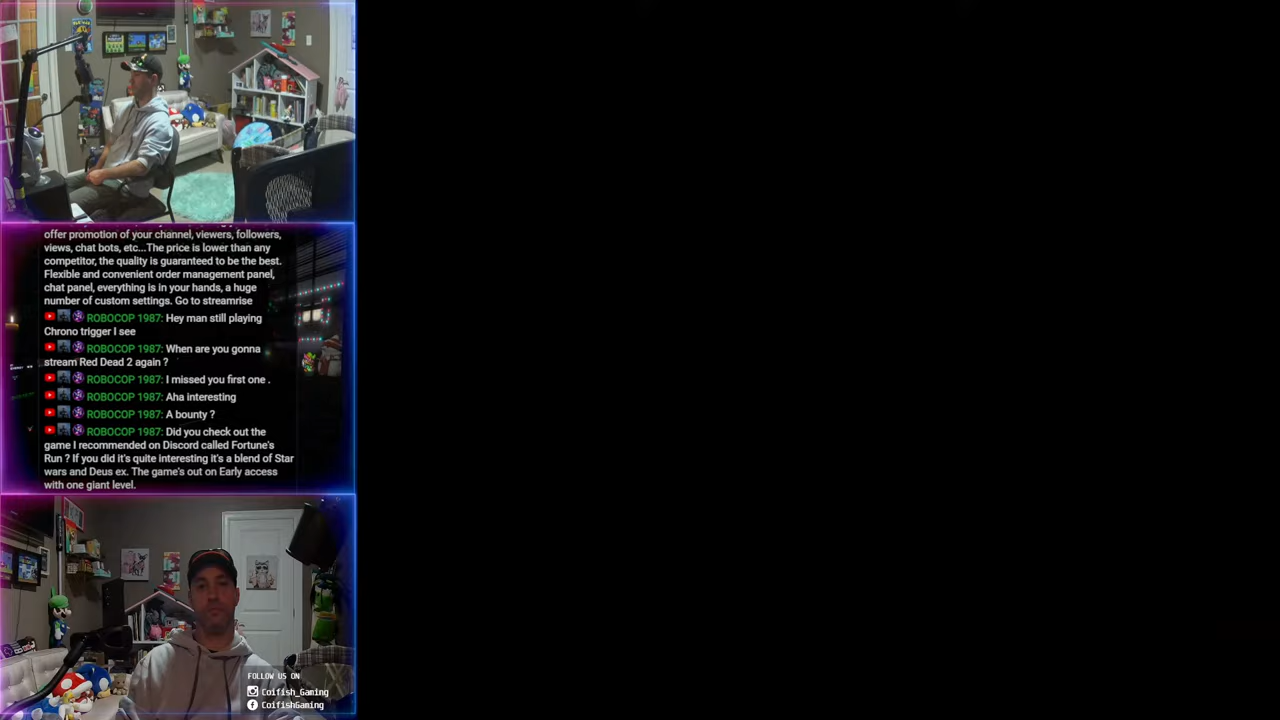 offer promotion of your channel, viewers, followers,
views, chat bots, etc...The price is lower than any
competitor, the quality is guaranteed to be the best.
Flexible and convenient order management panel,
chat panel, everything is in your hands, a huge
number of custom settings. Go to streamrise
ROBOCOP 1987: Hey man still playing
Chrono trigger I see
ROBOCOP 1987: When are you gonna
stream Red Dead 2 again ?
ROBOCOP 1987: I missed you first one .
ROBOCOP 1987: Aha interesting
ROBOCOP 1987: A bounty ?
ROBOCOP 1987: Did you check out the
game I recommended on Discord called Fortune's
Run ? If you did it's quite interesting it's a blend of Star
wars and Deus ex. The game's out on Early access
with one giant level.
FOLLOW US ON
Coifish_Gaming
CoifishGaming